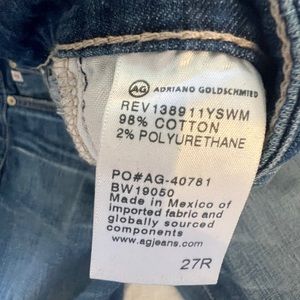 AG ADRIANO GOLDSCHMIED
REV138911YSWM
98% COTTON
2% POLYURETHANE
PO#AG-40781
BW19050
Made in Mexico of
imported fabric and
globally sourced
components
www.agjeans.com
27R